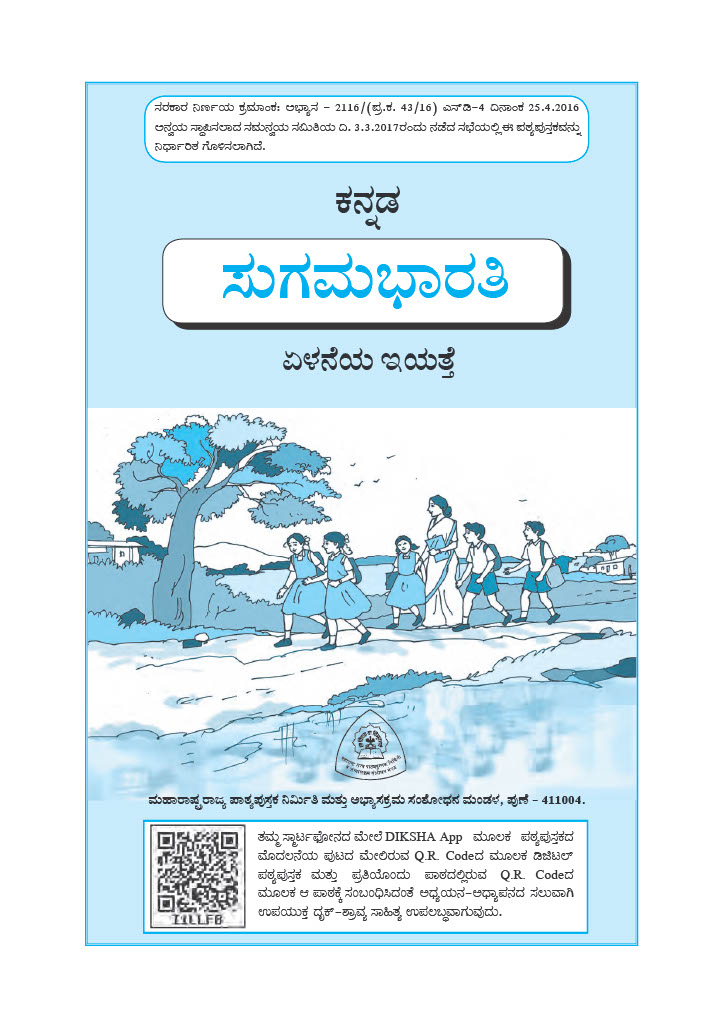 ಸರಕಾರ ನಿರ್ಣಯ ಕ್ರಮಾಂಕ: ಅಭ್ಯಾಸ – 2116/(ಪ್ರ.ಕ. 43/16) ಎಸ್‌ಡಿ–4 ದಿನಾಂಕ 25.4.2016
ಅನ್ವಯ ಸ್ಥಾಪಿಸಲಾದ ಸಮನ್ವಯ ಸಮಿತಿಯ ದಿ. 3.3.2017ರಂದು ನಡೆದ ಸಭೆಯಲ್ಲಿ ಈ ಪಠ್ಯಪುಸ್ತಕವನ್ನು
ನಿರ್ಧಾರಿತ ಗೊಳಿಸಲಾಗಿದೆ.
ಕನ್ನಡ
ಸುಗಮಭಾರತಿ
ಏಳನೆಯ ಇಯತ್ತೆ
ಮಹಾರಾಷ್ಟ್ರ ರಾಜ್ಯ ಪಾಠ್ಯಪುಸ್ತಕ ನಿರ್ಮಿತಿ ಮತ್ತು ಅಭ್ಯಾಸಕ್ರಮ ಸಂಶೋಧನ ಮಂಡಳ, ಪುಣೆ – 411004.
ತಮ್ಮ ಸ್ಮಾರ್ಟಫೋನದ ಮೇಲೆ DIKSHA App ಮೂಲಕ ಪಠ್ಯಪುಸ್ತಕದ
ಮೊದಲನೆಯ ಪುಟದ ಮೇಲಿರುವ Q.R. Codeದ ಮೂಲಕ ಡಿಜಿಟಲ್
ಪಠ್ಯಪುಸ್ತಕ ಮತ್ತು ಪ್ರತಿಯೊಂದು ಪಾಠದಲ್ಲಿರುವ Q.R. Codeದ
ಮೂಲಕ ಆ ಪಾಠಕ್ಕೆ ಸಂಬಂಧಿಸಿದಂತೆ ಅಧ್ಯಯನ–ಅಧ್ಯಾಪನದ ಸಲುವಾಗಿ
ಉಪಯುಕ್ತ ದೃಕ್–ಶ್ರಾವ್ಯ ಸಾಹಿತ್ಯ ಉಪಲಬ್ಧವಾಗುವುದು.